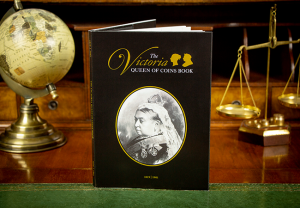 The
Victoria
QUEEN OF COINS BOOK